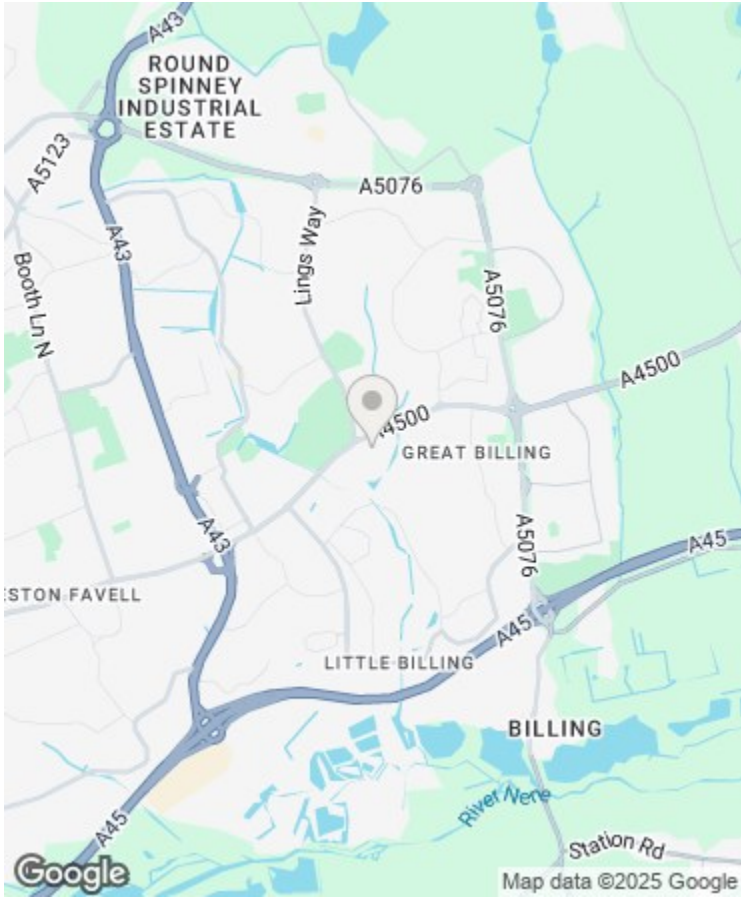 A43
ROUND
SPINNEY
INDUSTRIAL
ESTATE
A5123
A5076
Lings Way
A43
Booth Ln N
A5076
A4500
A4500
GREAT BILLING
A43
A5076
A45
ESTON FAVELL
A45
LITTLE BILLING
BILLING
River Nene
A45
Station Rd
Google
Map data ©2025 Google